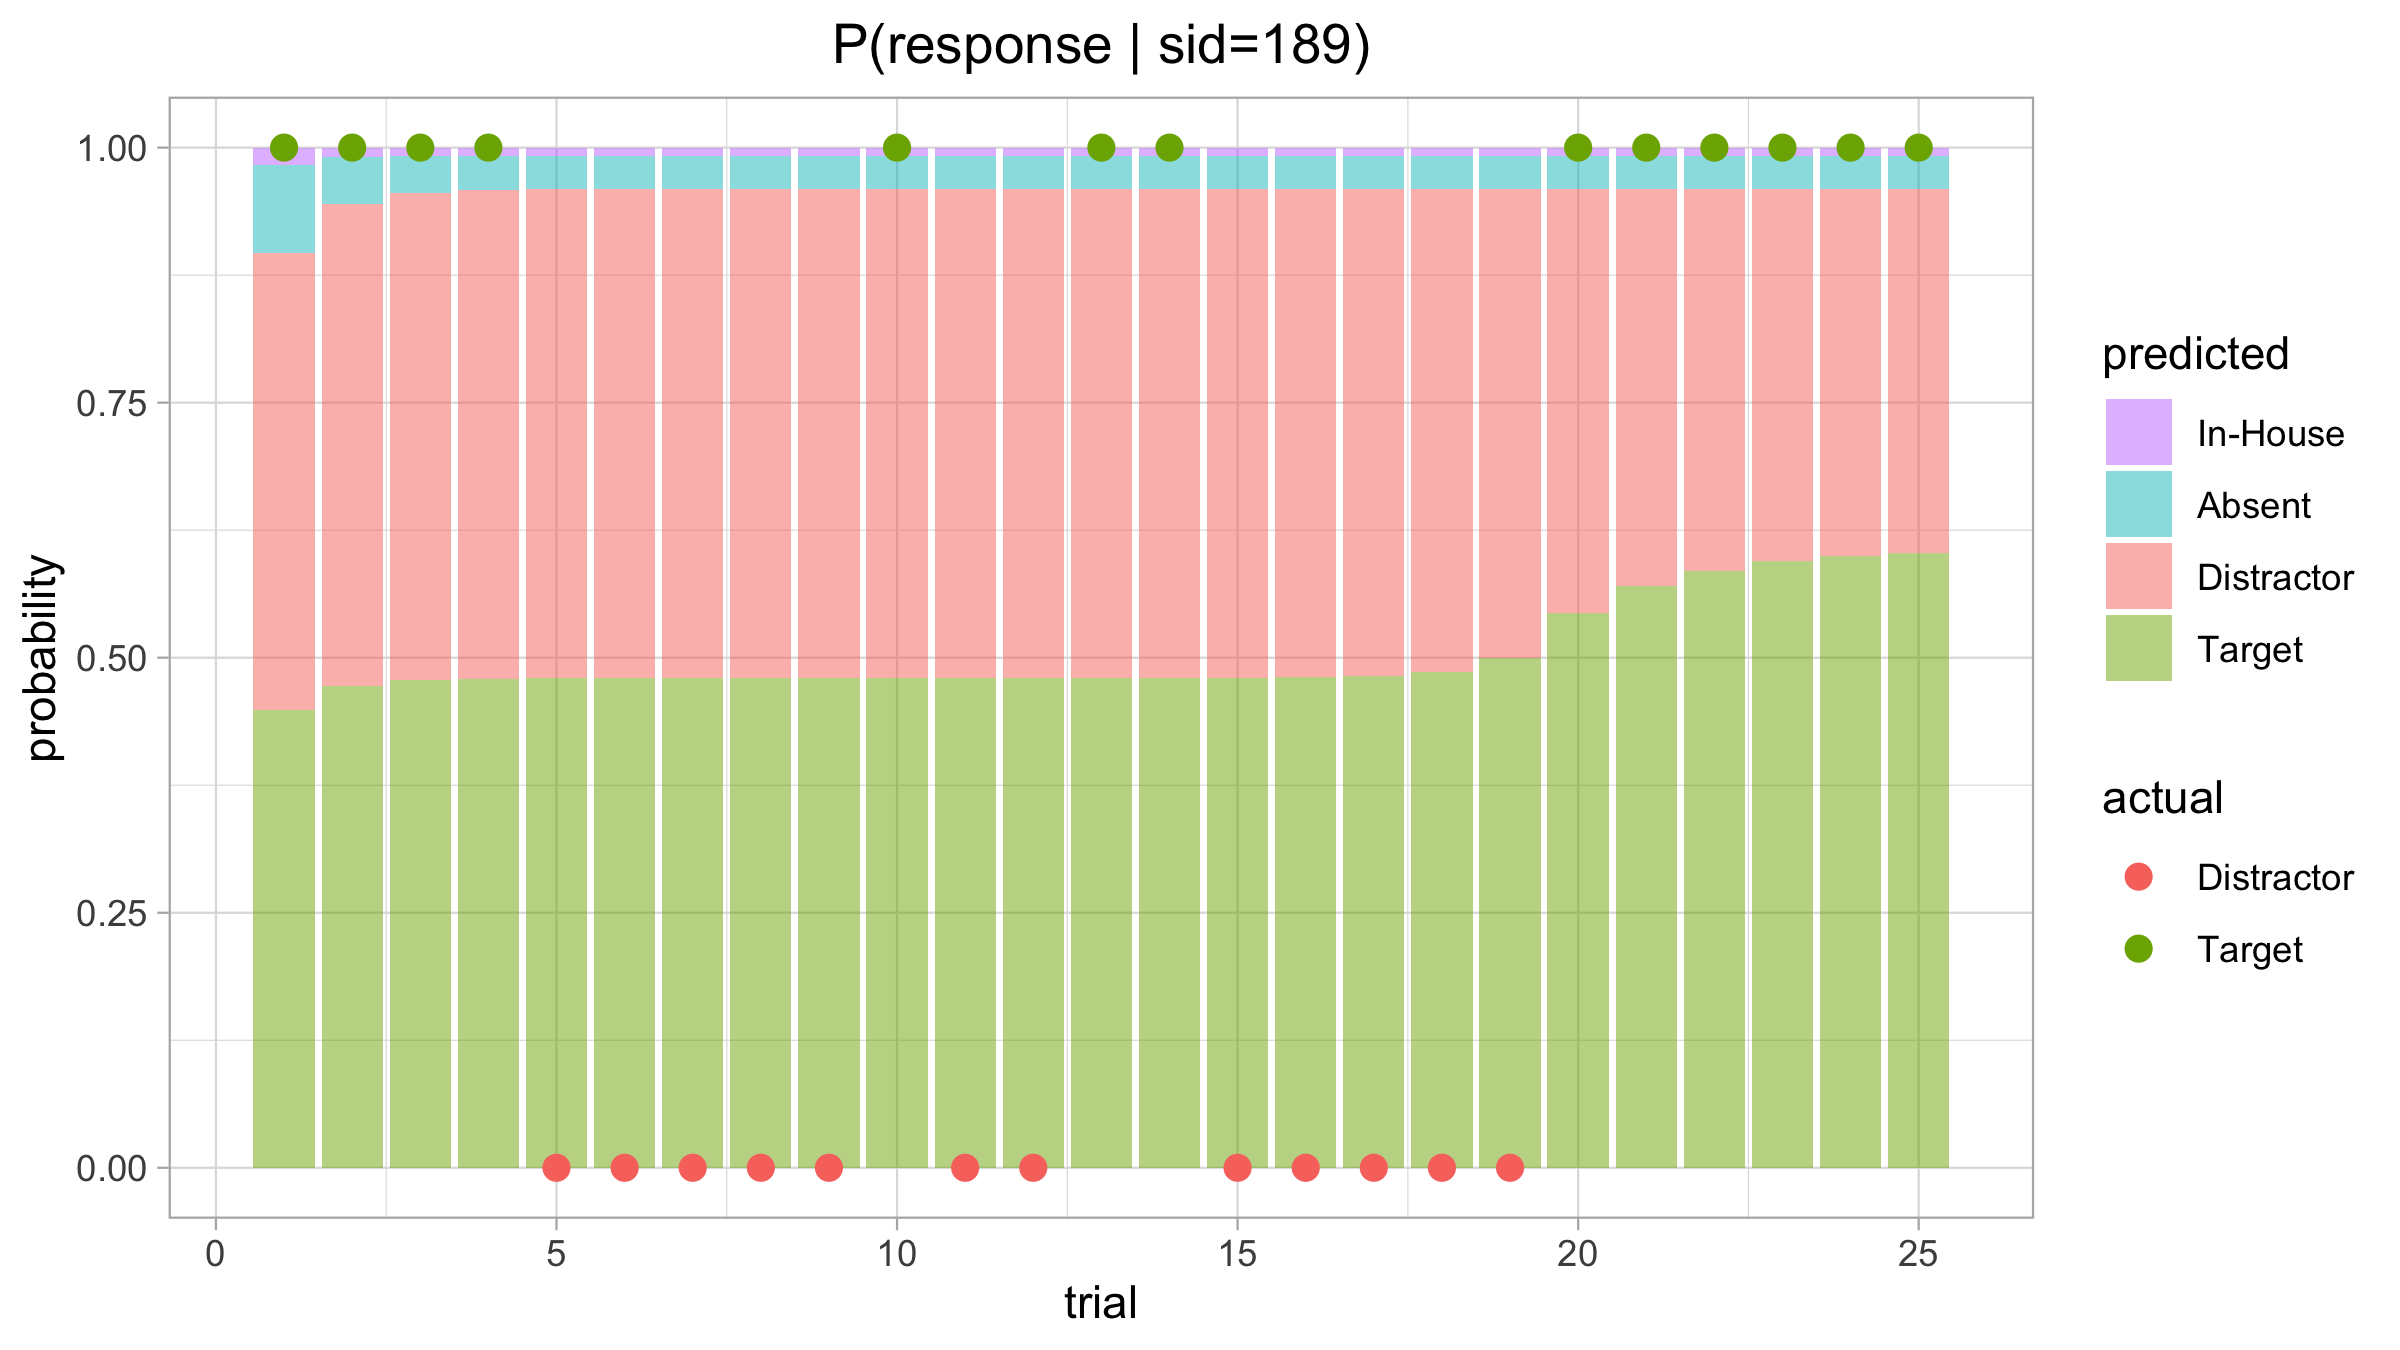 P(response | sid=189)
probability
1.00
0.75
0.50
0.25
0.00
0
5
10
15
20
25
trial
predicted
In-House
Absent
Distractor
Target
actual
Distractor
Target